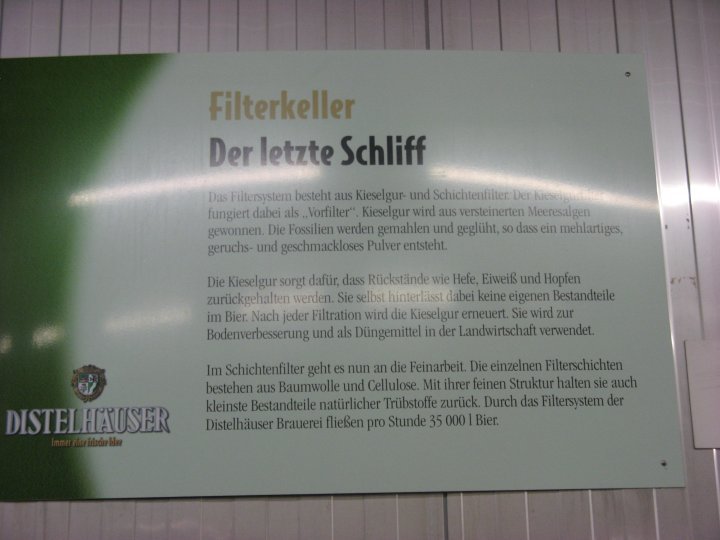 Filterkeller
Der letzte Schliff
Das Filtersystem besteht aus Kieselgur- und Schichtenfilter. Der
fungiert dabei als „Vorfilter“. Kieselgur wird aus versteinerten Meeresalgen
gewonnen. Die Fossilien werden gemahlen und geglüht, so dass ein mehlartiges,
geruchs- und geschmackloses Pulver entsteht.
Die Kieselgur sorgt dafür, dass Rückstände wie Hefe, Eiweiß und Hopfen
zurückgehalten werden. Sie selbst hinterlässt dabei keine eigenen Bestandteile
im Bier. Nach jeder Filtration wird die Kieselgur erneuert. Sie wird zur
Bodenverbesserung und als Düngemittel in der Landwirtschaft verwendet.
Im Schichtenfilter geht es nun an die Feinarbeit. Die einzelnen Filterschichten
bestehen aus Baumwolle und Cellulose. Mit ihrer feinen Struktur halten sie auch
kleinste Bestandteile natürlicher Trübstoffe zurück. Durch das Filtersystem der
Distelhäuser Brauerei fließen pro Stunde 35 000 l Bier.
DISTELHÄUSER
Immer eine frische Idee